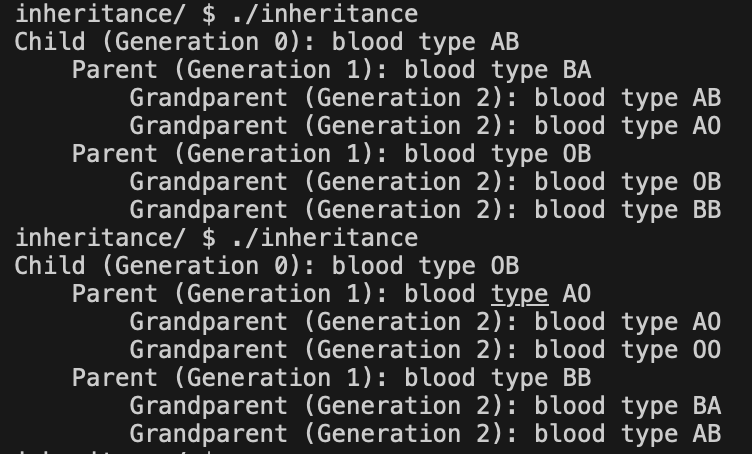 inheritance/ $ ./inheritance
Child (Generation 0): blood type AB
    Parent (Generation 1): blood type BA
        Grandparent (Generation 2): blood type AB
        Grandparent (Generation 2): blood type AO
    Parent (Generation 1): blood type OB
        Grandparent (Generation 2): blood type OB
        Grandparent (Generation 2): blood type BB
inheritance/ $ ./inheritance
Child (Generation 0): blood type OB
    Parent (Generation 1): blood type AO
        Grandparent (Generation 2): blood type AO
        Grandparent (Generation 2): blood type OO
    Parent (Generation 1): blood type BB
        Grandparent (Generation 2): blood type BA
        Grandparent (Generation 2): blood type AB